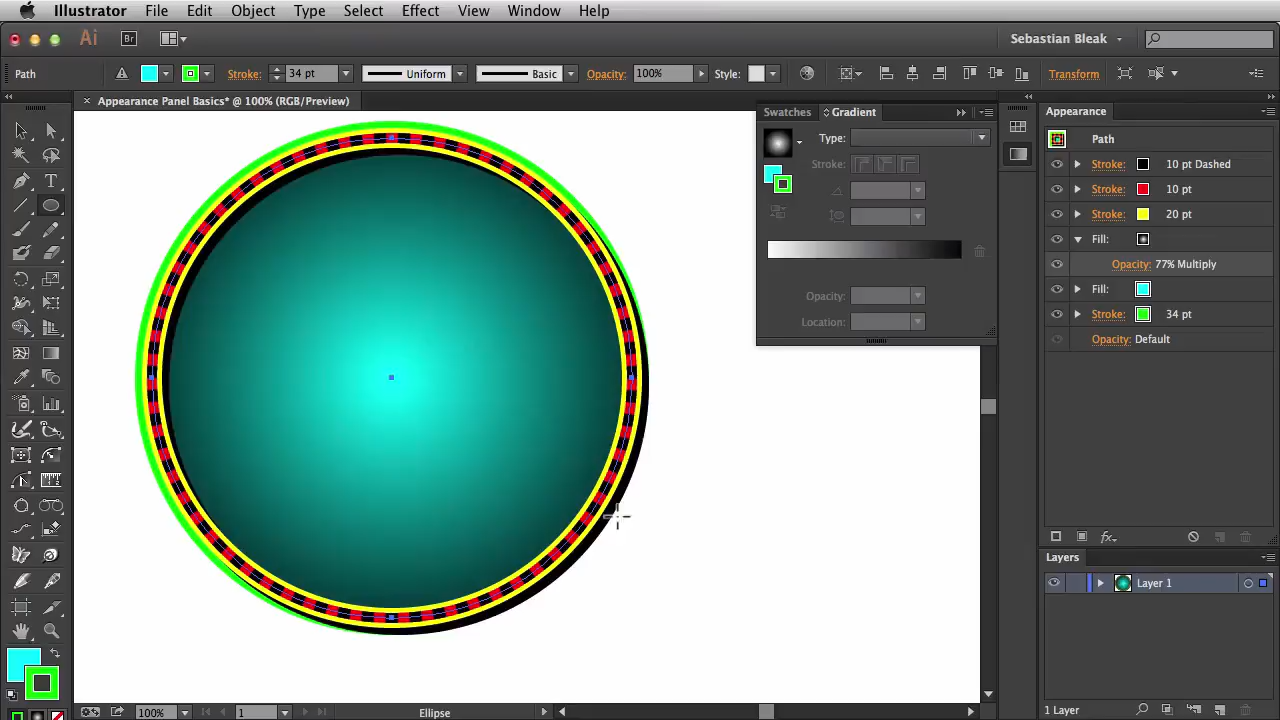 Illustrator File Edit Object Type Select Effect View Window Help
Ai Br Sebastian Bleak
Path Stroke: 34 pt Uniform Basic Opacity: 100% Style: Transform
× Appearance Panel Basics* @ 100% (RGB/Preview)
Swatches Gradient
Type:
Stroke:
Opacity:
Location:
Appearance
Path
Stroke: 10 pt Dashed
Stroke: 10 pt
Stroke: 20 pt
Fill:
Opacity: 77% Multiply
Fill:
Stroke: 34 pt
Opacity: Default
fx
Layers
Layer 1
1 Layer
T
100% 1 Ellipse